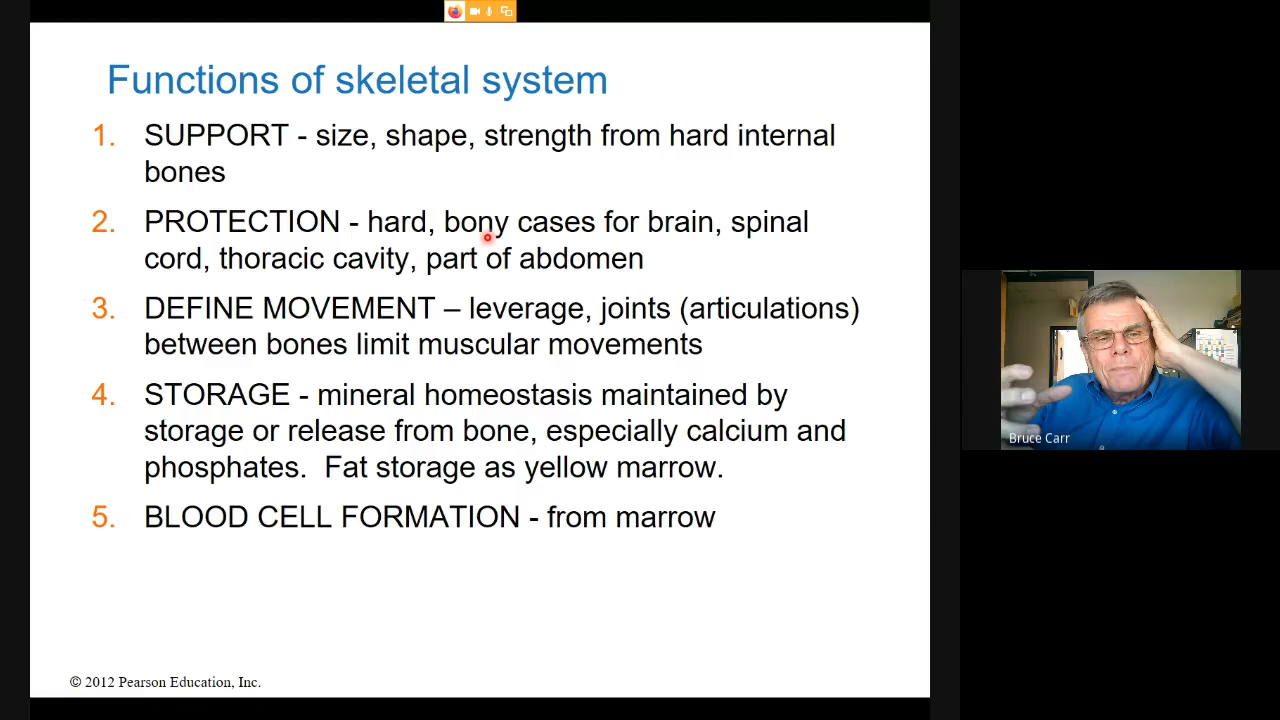 Functions of skeletal system
1. SUPPORT - size, shape, strength from hard internal
bones
2. PROTECTION - hard, bony cases for brain, spinal
cord, thoracic cavity, part of abdomen
3. DEFINE MOVEMENT – leverage, joints (articulations)
between bones limit muscular movements
4. STORAGE - mineral homeostasis maintained by
storage or release from bone, especially calcium and
phosphates.  Fat storage as yellow marrow.
5. BLOOD CELL FORMATION - from marrow
© 2012 Pearson Education, Inc.
Bruce Carr